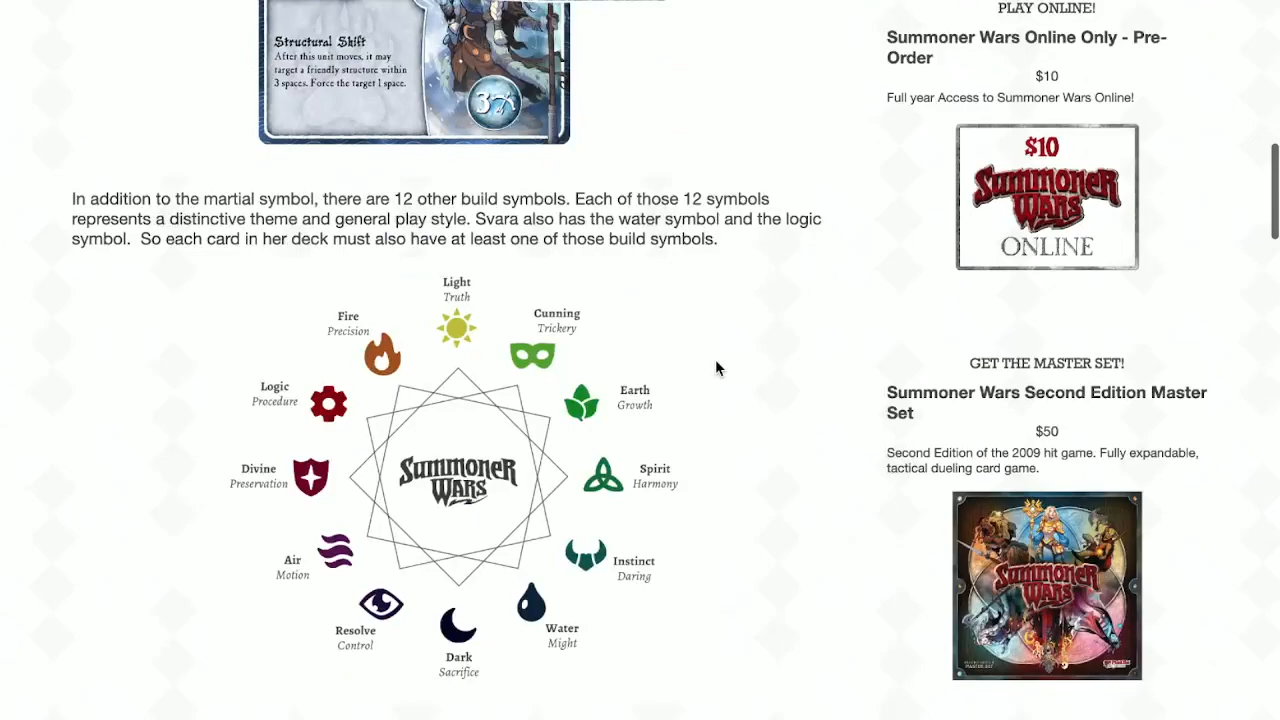 Structural Shift
After this unit moves, it may
target a friendly structure within
3 spaces. Force the target 1 space.
3
In addition to the martial symbol, there are 12 other build symbols. Each of those 12 symbols
represents a distinctive theme and general play style. Svara also has the water symbol and the logic
symbol.  So each card in her deck must also have at least one of those build symbols.
Light
Truth
Cunning
Trickery
Fire
Precision
Logic
Procedure
Earth
Growth
Divine
Preservation
Spirit
Harmony
SUMMONER
WARS
Air
Motion
Instinct
Daring
Resolve
Control
Water
Might
Dark
Sacrifice
PLAY ONLINE!
Summoner Wars Online Only - Pre-
Order
$10
Full year Access to Summoner Wars Online!
$10
SUMMONER
WARS
ONLINE
GET THE MASTER SET!
Summoner Wars Second Edition Master
Set
$50
Second Edition of the 2009 hit game. Fully expandable,
tactical dueling card game.
SUMMONER
WARS